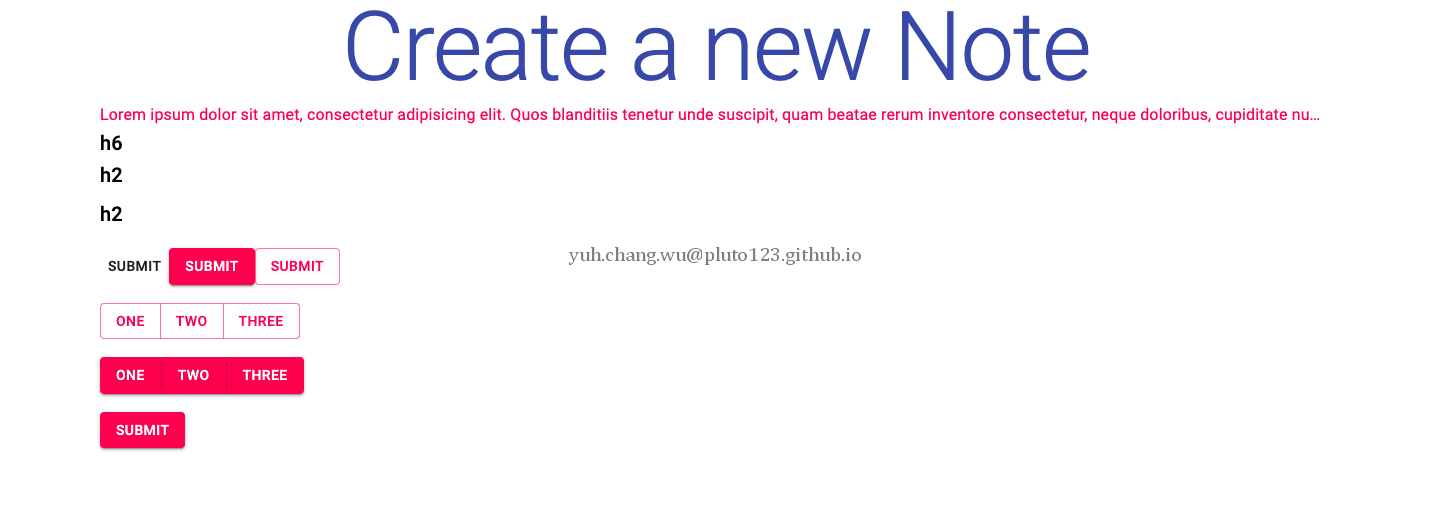 Create a new Note
Lorem ipsum dolor sit amet, consectetur adipisicing elit. Quos blanditiis tenetur unde suscipit, quam beatae rerum inventore consectetur, neque doloribus, cupiditate nu…
h6
h2
h2
SUBMIT SUBMIT SUBMIT
yuh.chang.wu@pluto123.github.io
ONE TWO THREE
ONE TWO THREE
SUBMIT